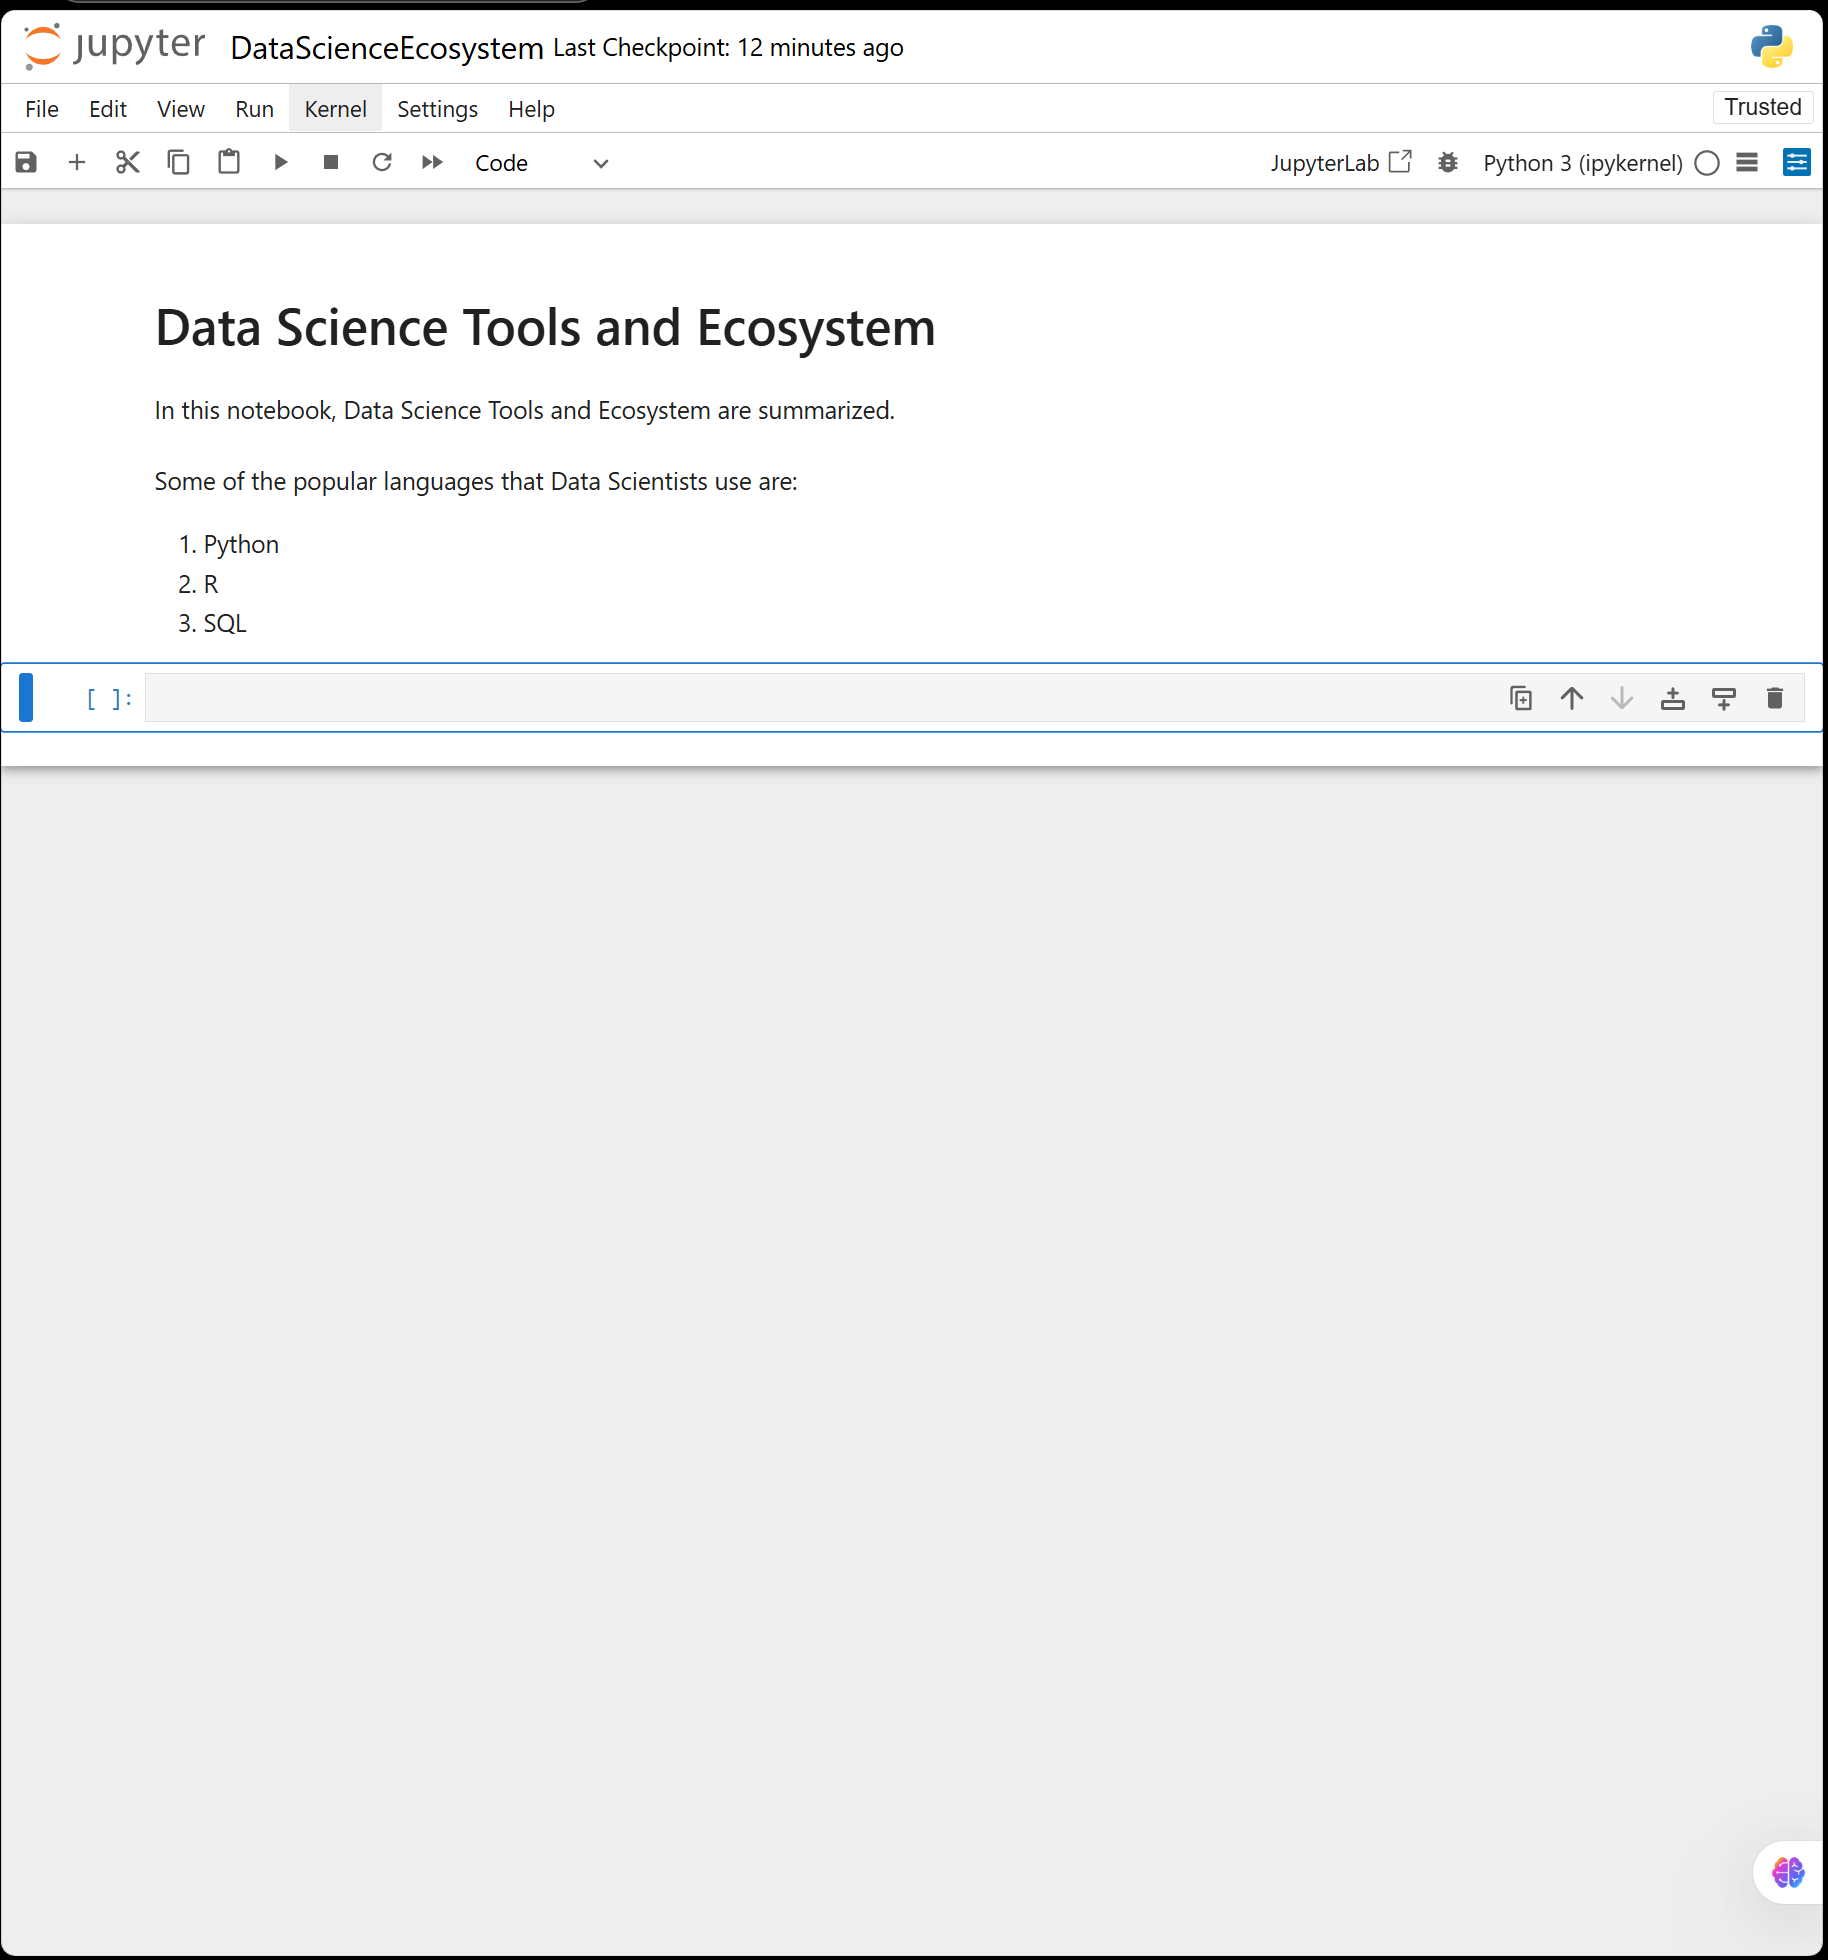 jupyter DataScienceEcosystem Last Checkpoint: 12 minutes ago
File Edit View Run Kernel Settings Help Trusted
Code JupyterLab Python 3 (ipykernel)
Data Science Tools and Ecosystem
In this notebook, Data Science Tools and Ecosystem are summarized.
Some of the popular languages that Data Scientists use are:
1. Python
2. R
3. SQL
[ ]: